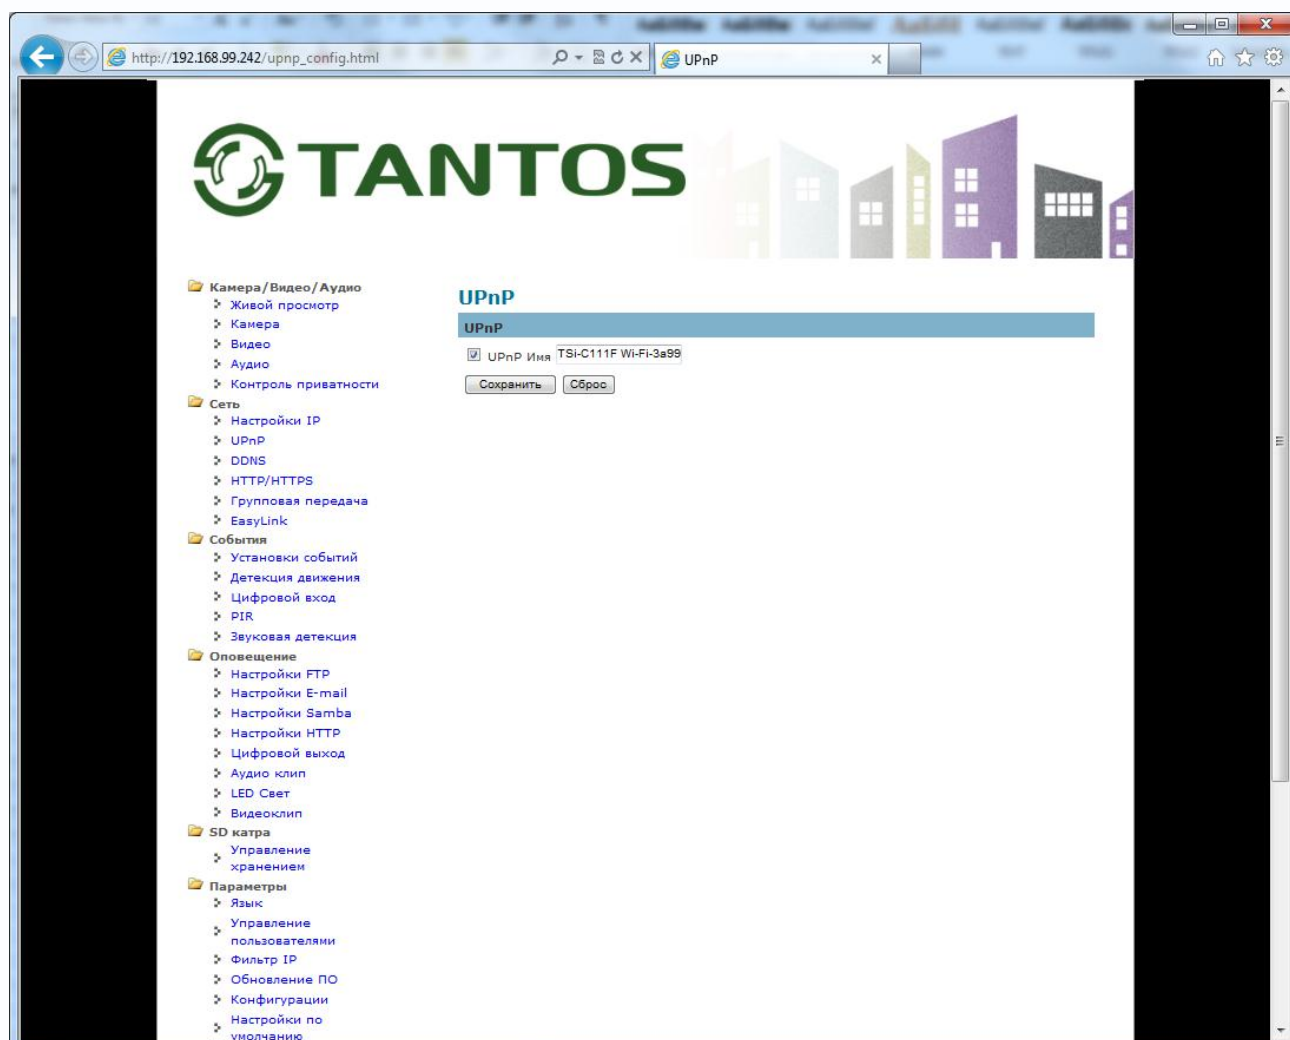 http://192.168.99.242/upnp_config.html
UPnP
TANTOS
Камера/Видео/Аудио
Живой просмотр
Камера
Видео
Аудио
Контроль приватности
Сеть
Настройки IP
UPnP
DDNS
HTTP/HTTPS
Групповая передача
EasyLink
События
Установки событий
Детекция движения
Цифровой вход
PIR
Звуковая детекция
Оповещение
Настройки FTP
Настройки E-mail
Настройки Samba
Настройки HTTP
Цифровой выход
Аудио клип
LED Свет
Видеоклип
SD катра
Управление
хранением
Параметры
Язык
Управление
пользователями
Фильтр IP
Обновление ПО
Конфигурации
Настройки по
умолчанию
UPnP
UPnP
UPnP Имя TSi-C111F Wi-Fi-3a99
Сохранить Сброс